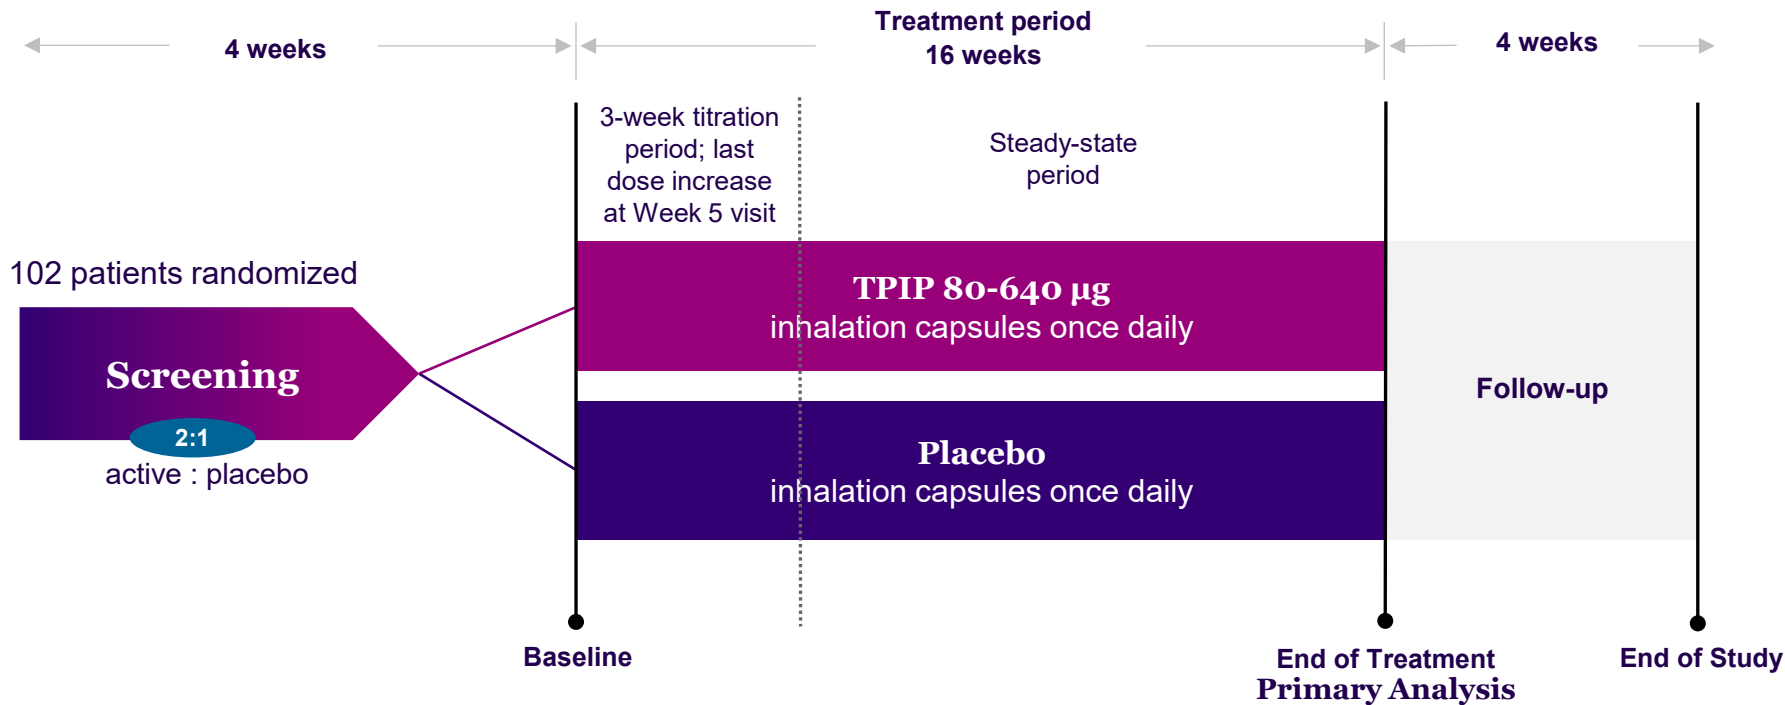 4 weeks
Treatment period
16 weeks
4 weeks
3-week titration
period; last
dose increase
at Week 5 visit
Steady-state
period
102 patients randomized
Screening
2:1
active : placebo
TPIP 80-640 µg
inhalation capsules once daily
Placebo
inhalation capsules once daily
Follow-up
Baseline
End of Treatment
Primary Analysis
End of Study